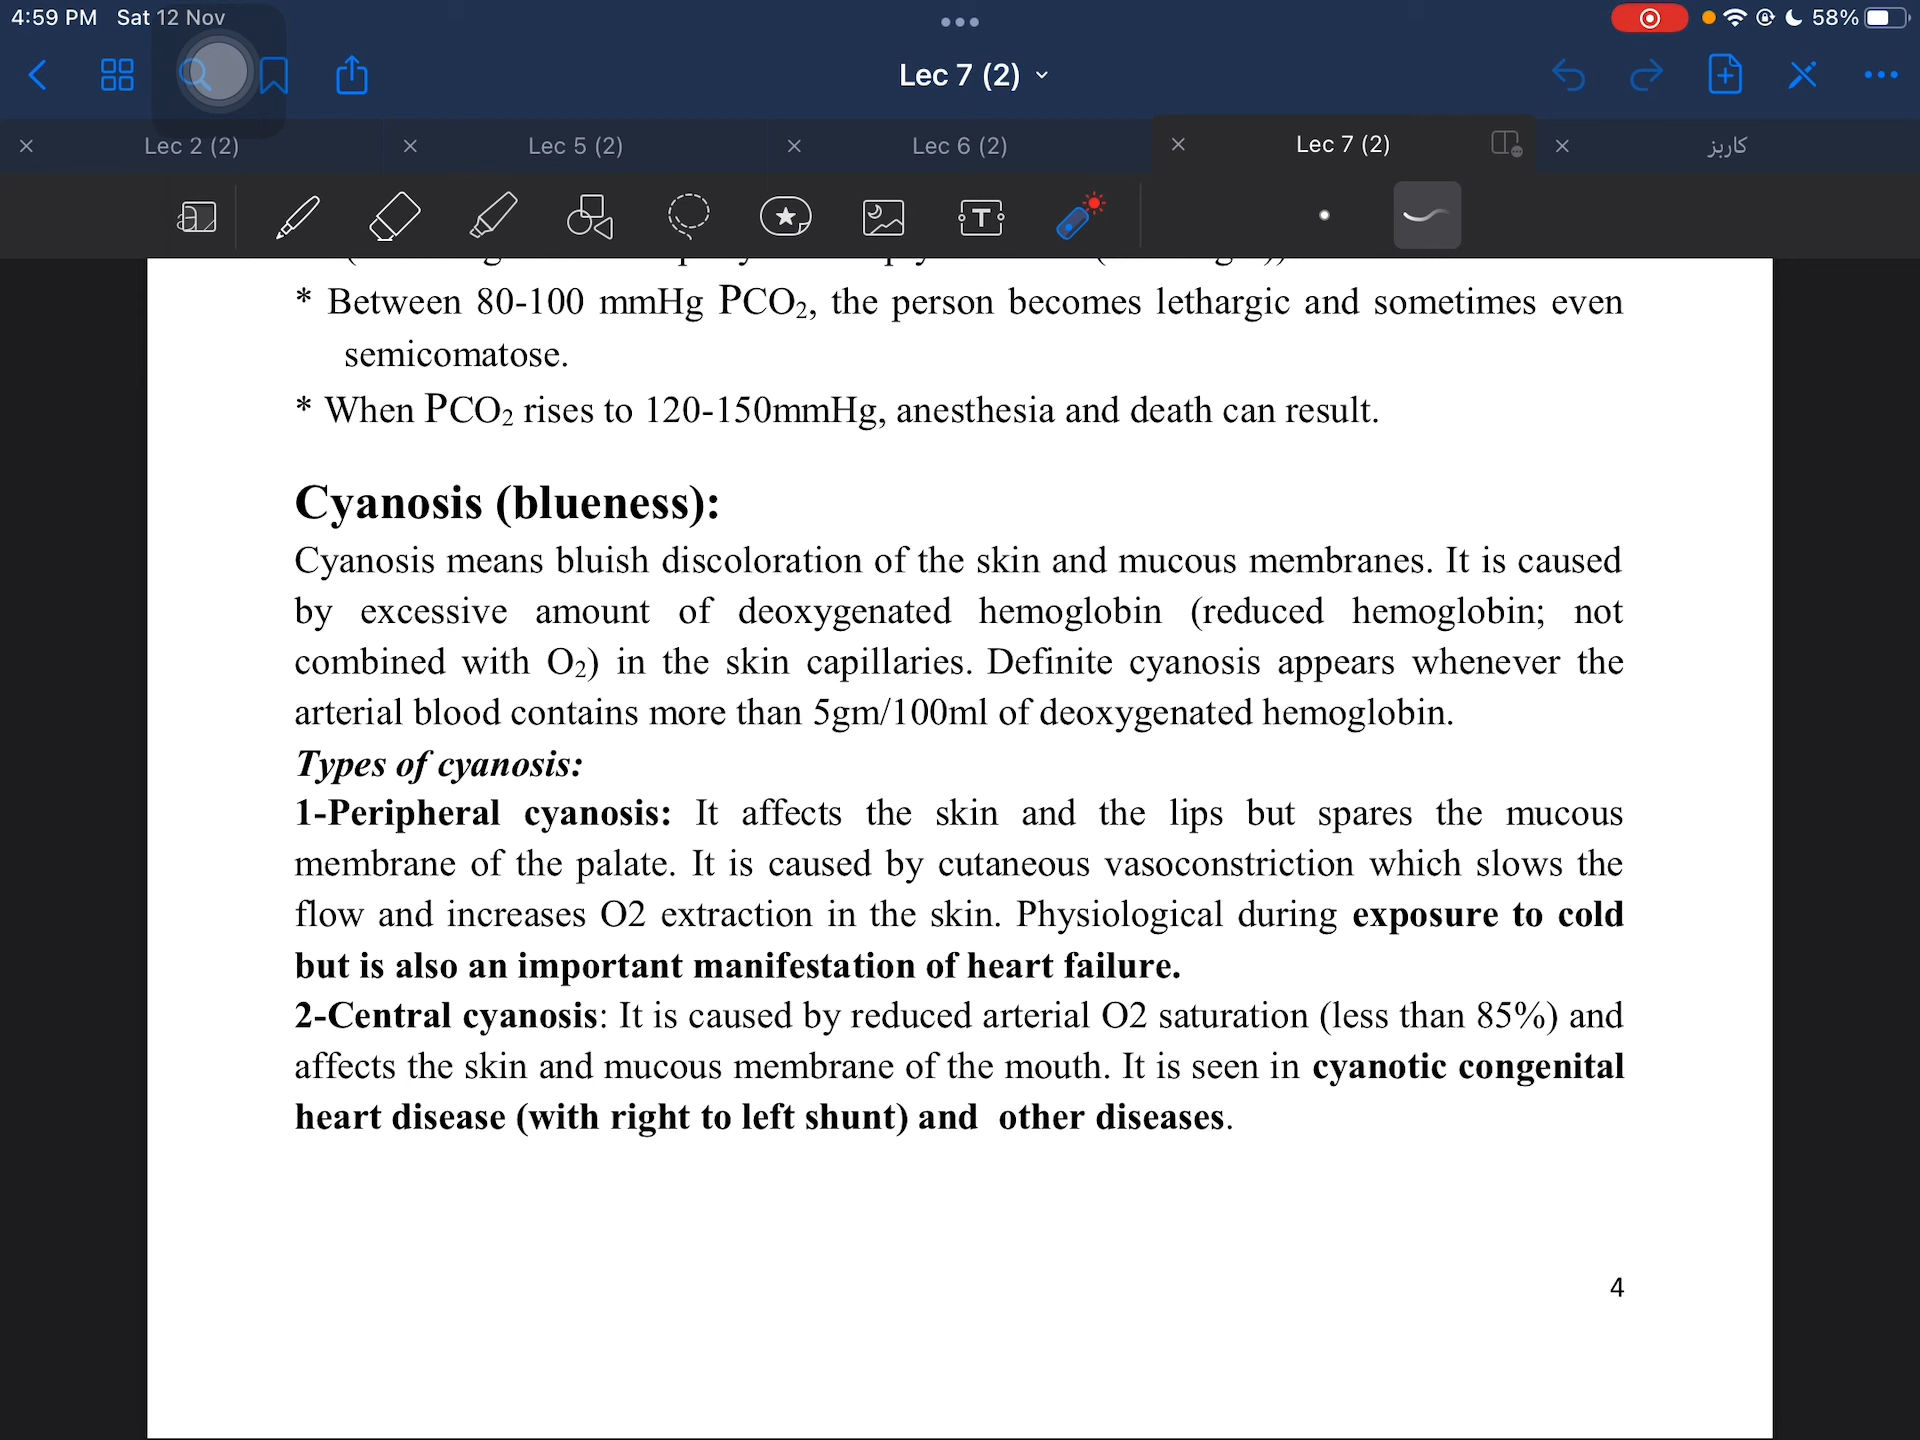 4:59 PM Sat 12 Nov
58%
Lec 7 (2)
Lec 2 (2)
Lec 5 (2)
Lec 6 (2)
Lec 7 (2)
كاربز
* Between 80-100 mmHg PCO₂, the person becomes lethargic and sometimes even
semicomatose.
* When PCO₂ rises to 120-150mmHg, anesthesia and death can result.
Cyanosis (blueness):
Cyanosis means bluish discoloration of the skin and mucous membranes. It is caused
by excessive amount of deoxygenated hemoglobin (reduced hemoglobin; not
combined with O₂) in the skin capillaries. Definite cyanosis appears whenever the
arterial blood contains more than 5gm/100ml of deoxygenated hemoglobin.
Types of cyanosis:
1-Peripheral cyanosis: It affects the skin and the lips but spares the mucous
membrane of the palate. It is caused by cutaneous vasoconstriction which slows the
flow and increases O2 extraction in the skin. Physiological during exposure to cold
but is also an important manifestation of heart failure.
2-Central cyanosis: It is caused by reduced arterial O2 saturation (less than 85%) and
affects the skin and mucous membrane of the mouth. It is seen in cyanotic congenital
heart disease (with right to left shunt) and other diseases.
4